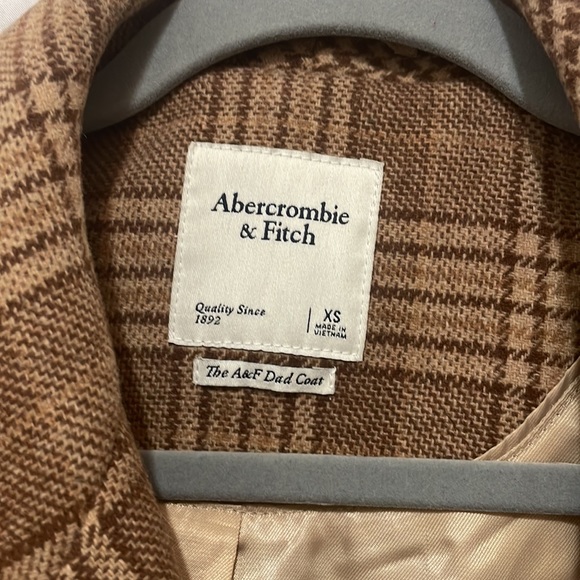 Abercrombie
& Fitch
Quality Since
1892
XS
MADE IN
VIETNAM
The A&F Dad Coat